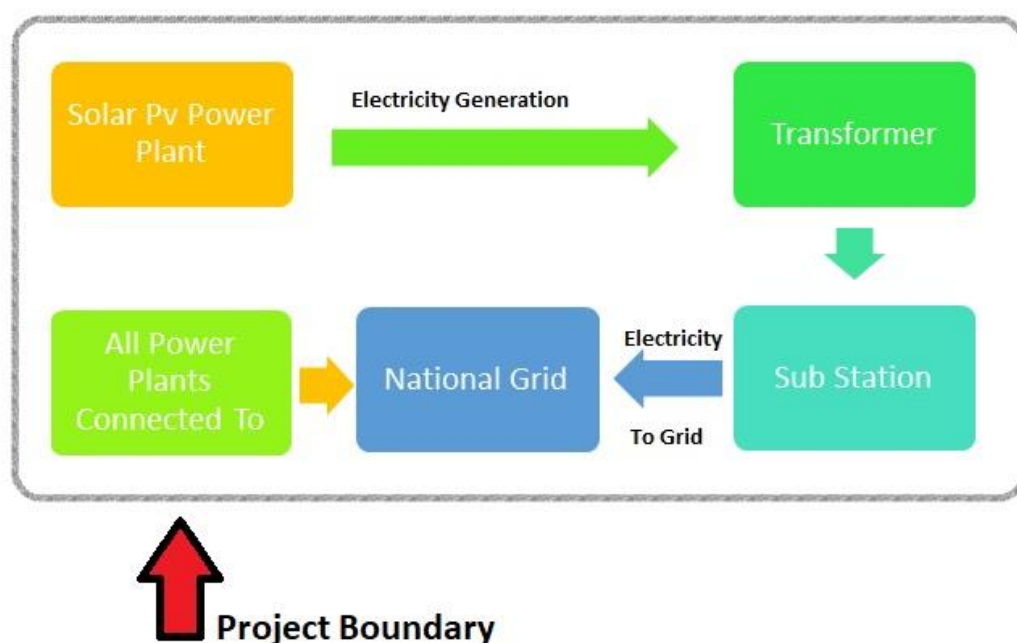 Solar Pv Power
Plant
Electricity Generation
Transformer
All Power
Plants
Connected To
National Grid
Electricity
To Grid
Sub Station
Project Boundary